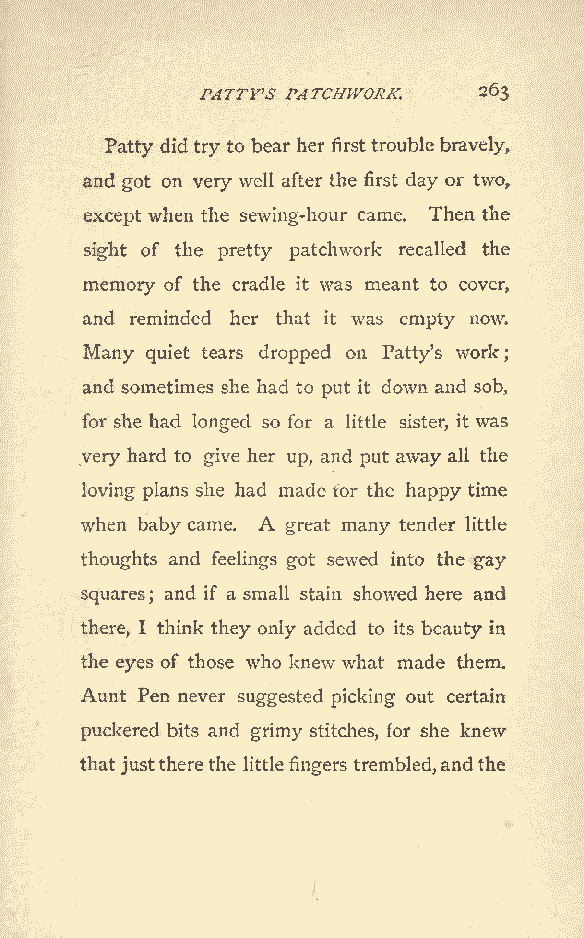 PATTY'S PATCHWORK. 263
Patty did try to bear her first trouble bravely,
and got on very well after the first day or two,
except when the sewing-hour came. Then the
sight of the pretty patchwork recalled the
memory of the cradle it was meant to cover,
and reminded her that it was empty now.
Many quiet tears dropped on Patty's work;
and sometimes she had to put it down and sob,
for she had longed so for a little sister, it was
very hard to give her up, and put away all the
loving plans she had made for the happy time
when baby came. A great many tender little
thoughts and feelings got sewed into the gay
squares; and if a small stain showed here and
there, I think they only added to its beauty in
the eyes of those who knew what made them.
Aunt Pen never suggested picking out certain
puckered bits and grimy stitches, for she knew
that just there the little fingers trembled, and the